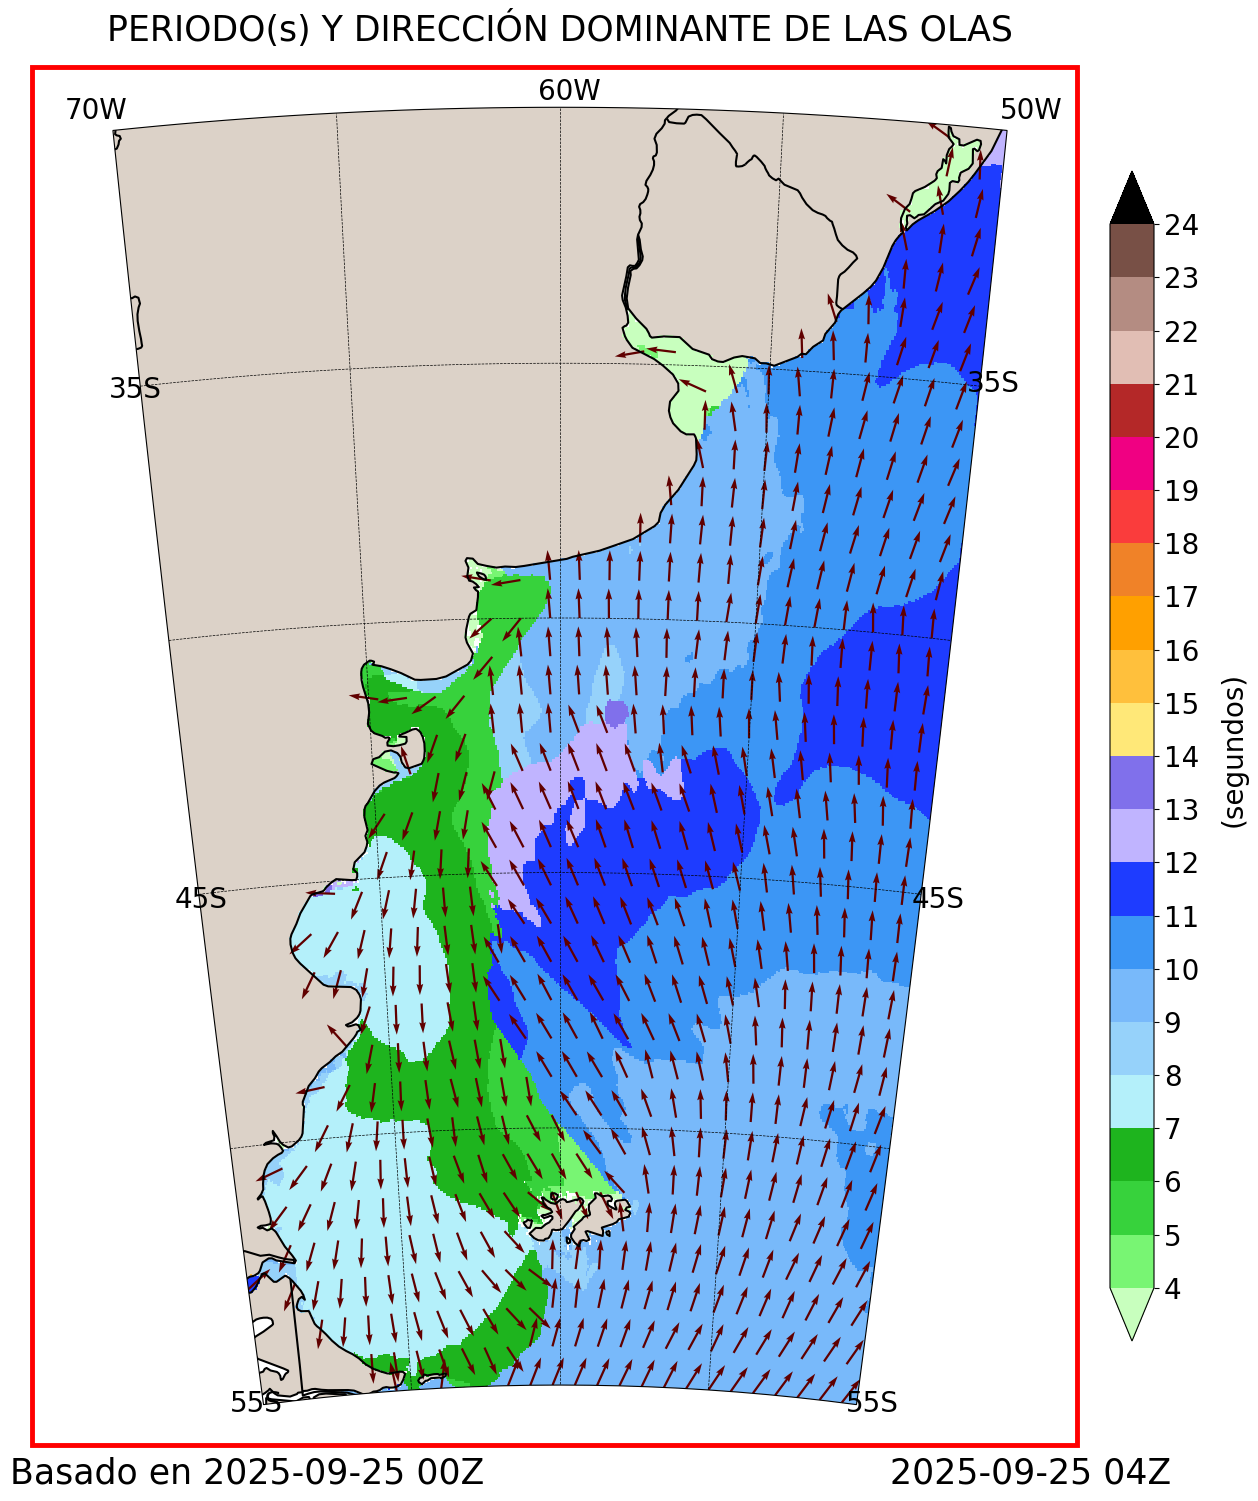 PERIODO(s) Y DIRECCIÓN DOMINANTE DE LAS OLAS
70W
60W
50W
35S
35S
45S
45S
55S
55S
24
23
22
21
20
19
18
17
16
15
14
13
12
11
10
9
8
7
6
5
4
(segundos)
Basado en 2025-09-25 00Z
2025-09-25 04Z